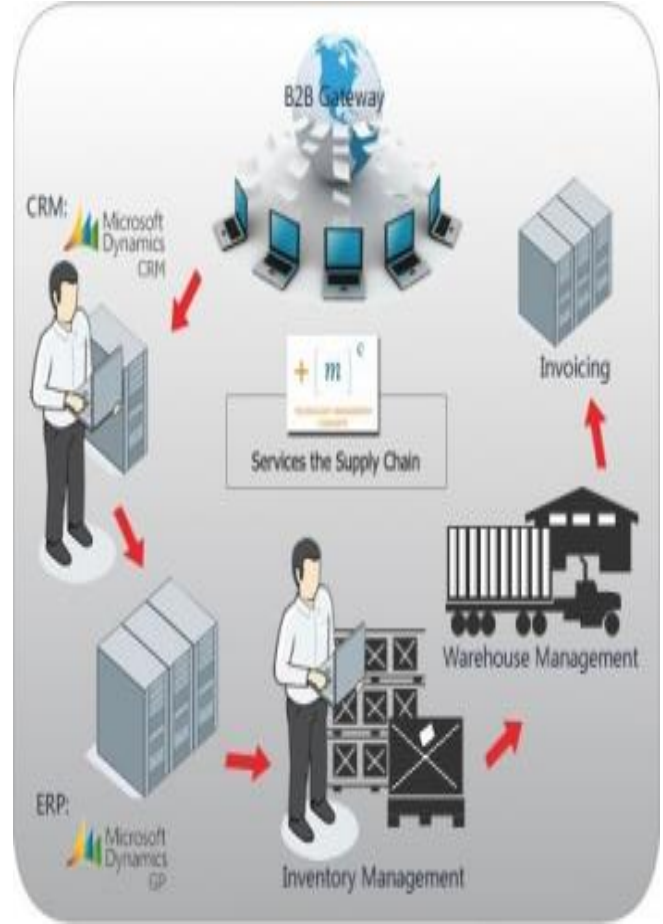 B2B Gateway
CRM:
Microsoft
Dynamics
CRM
Invoicing
+ [m]
Services the Supply Chain
Warehouse Management
ERP:
Microsoft
Dynamics
GP
Inventory Management